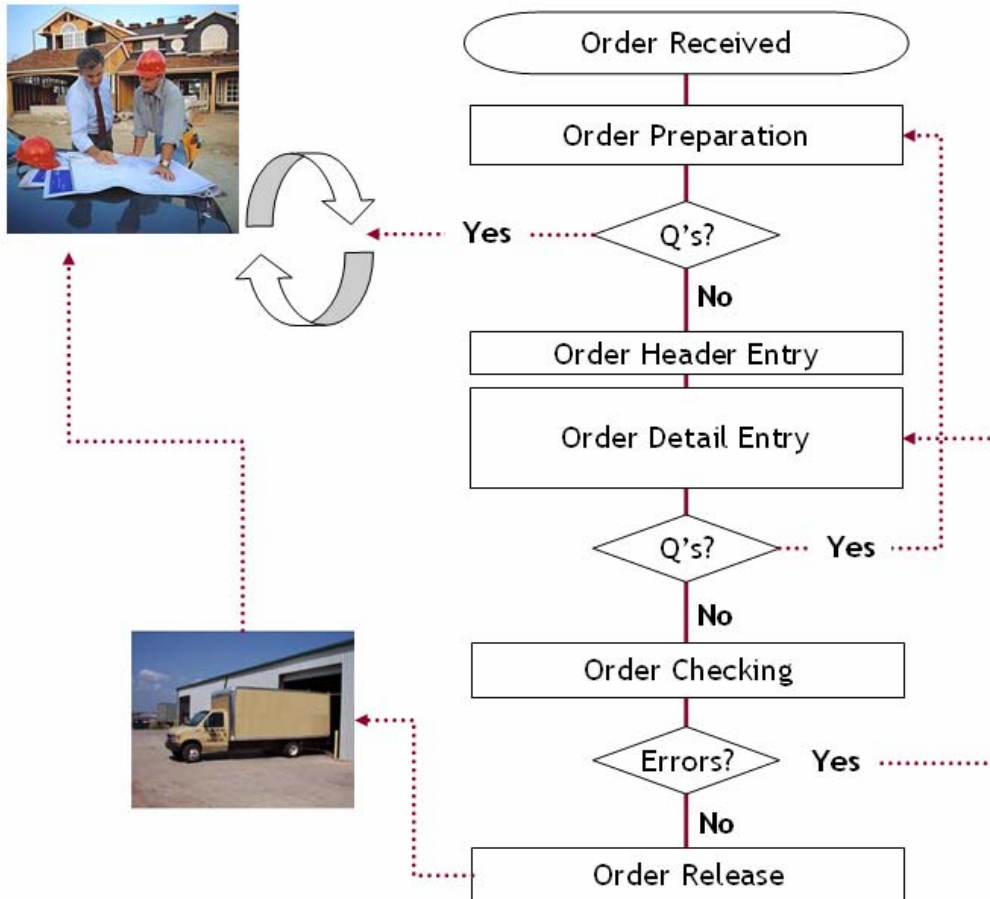 Order Received
Order Preparation
Yes
Q's?
No
Order Header Entry
Order Detail Entry
Q's?
Yes
No
Order Checking
Errors?
Yes
No
Order Release